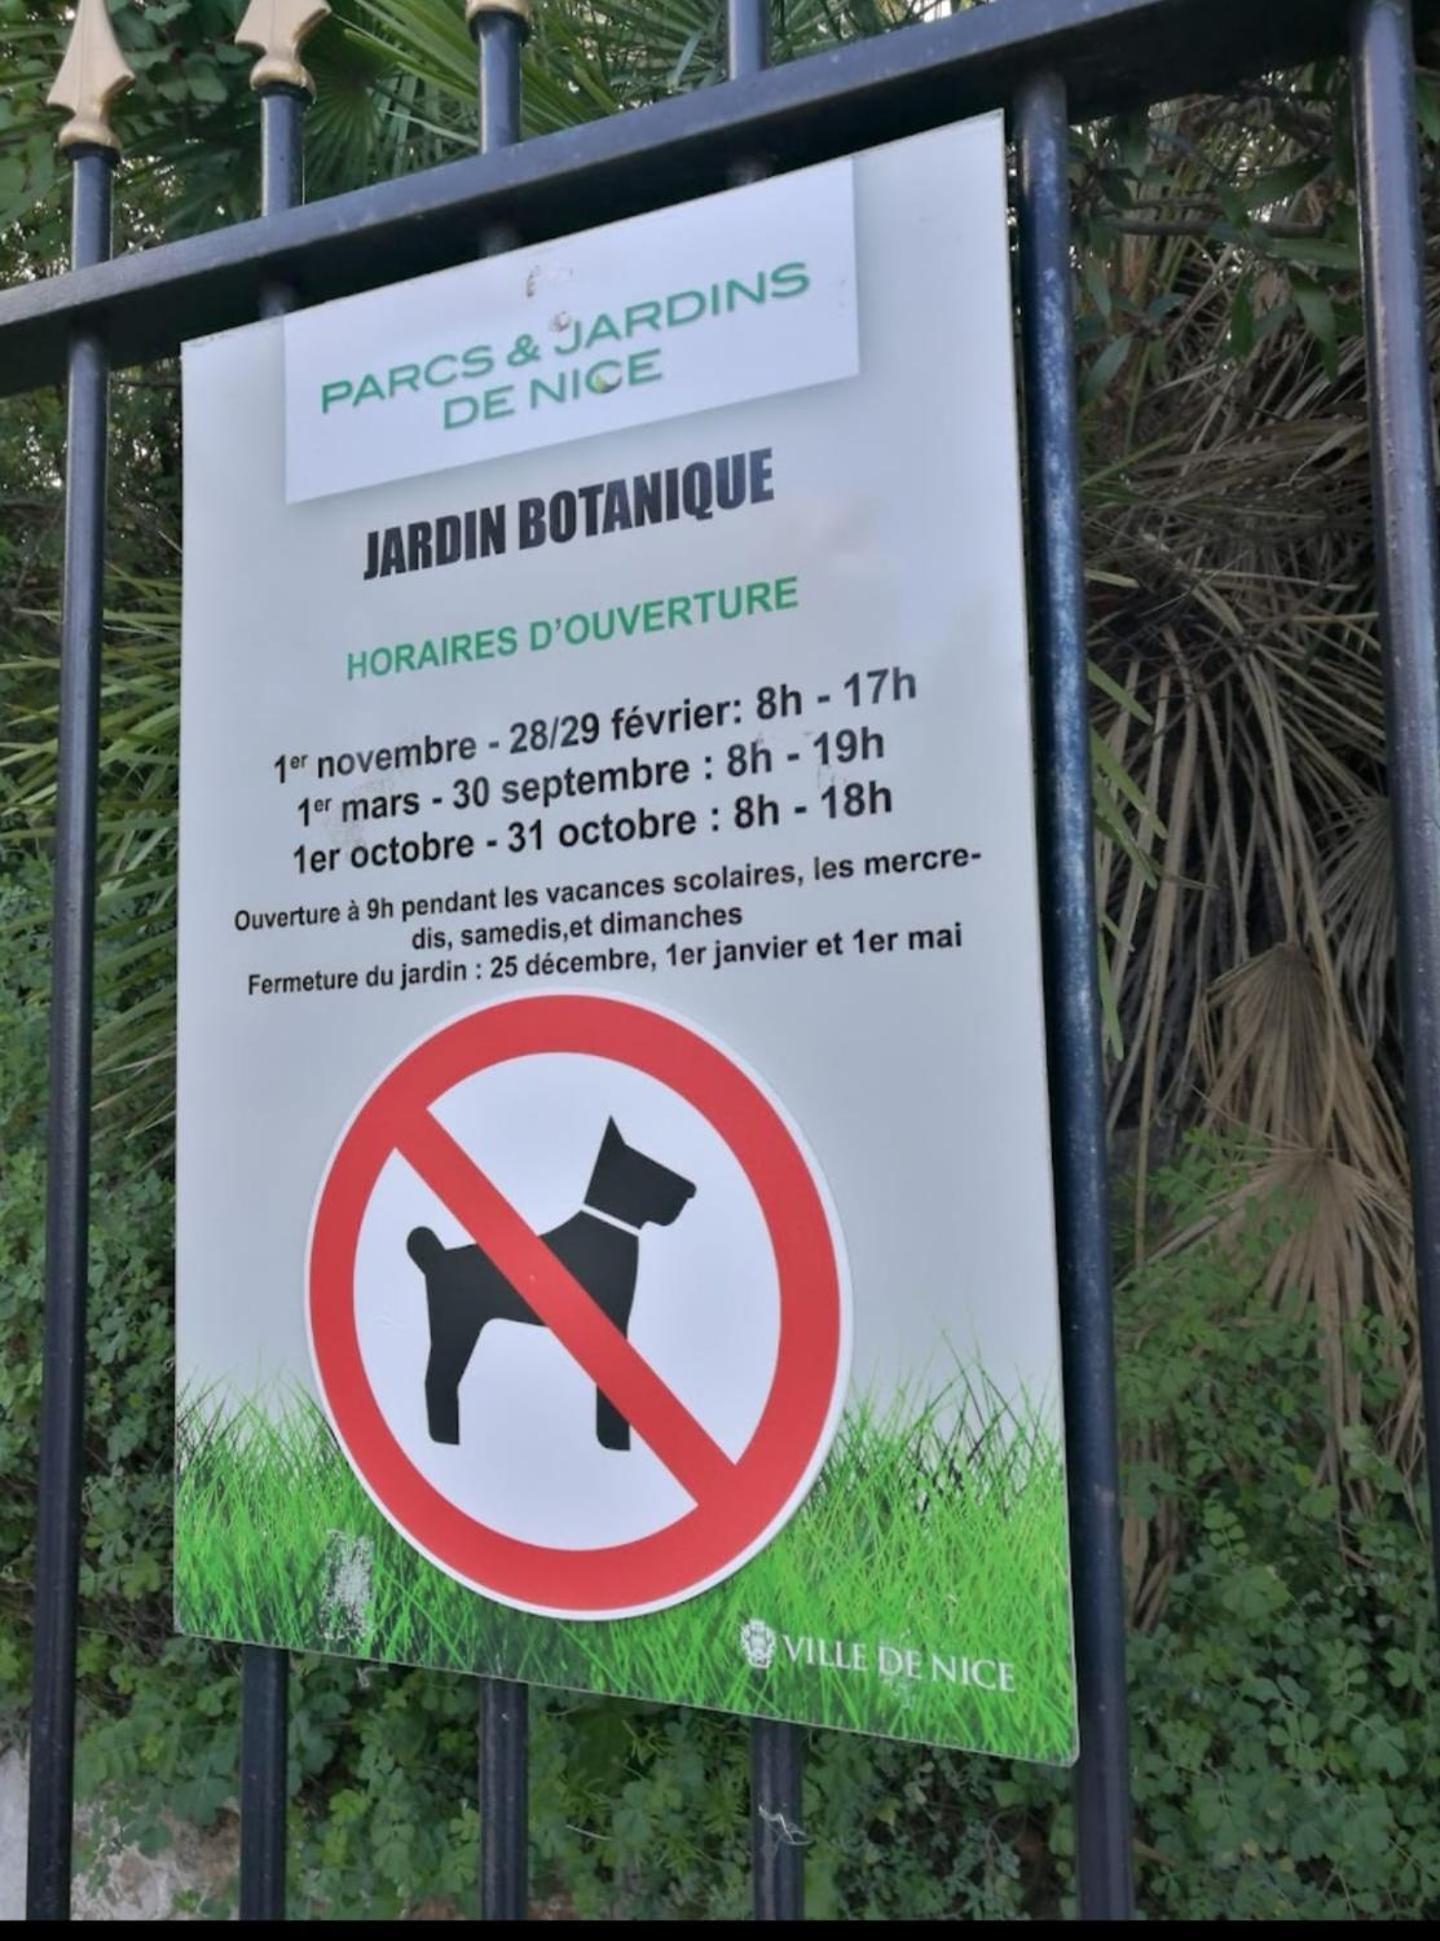 PARCS & JARDINS
DE NICE
JARDIN BOTANIQUE
HORAIRES D'OUVERTURE
1er novembre - 28/29 février: 8h - 17h
1er mars - 30 septembre : 8h - 19h
1er octobre - 31 octobre : 8h - 18h
Ouverture à 9h pendant les vacances scolaires, les mercre-
dis, samedis,et dimanches
Fermeture du jardin : 25 décembre, 1er janvier et 1er mai
VILLE DE NICE